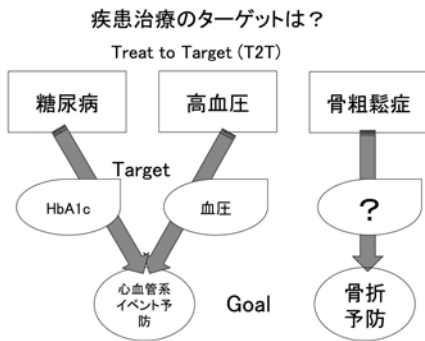 疾患治療のターゲットは?
Treat to Target (T2T)
糖尿病
高血圧
骨粗鬆症
Target
HbA1c
血圧
?
心血管系
イベント予
防
Goal
骨折
予防